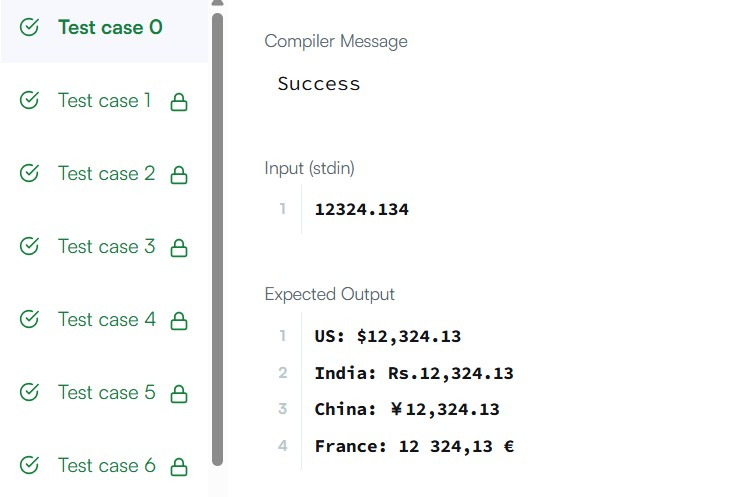 Test case 0
Test case 1
Test case 2
Test case 3
Test case 4
Test case 5
Test case 6
Compiler Message
Success
Input (stdin)
1 12324.134
Expected Output
1 US: $12,324.13
2 India: Rs.12,324.13
3 China: ¥12,324.13
4 France: 12 324,13 €